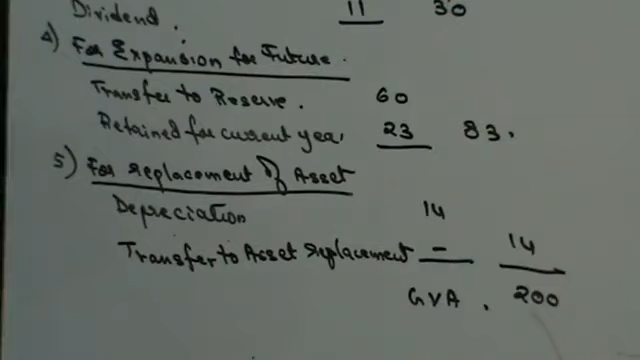 Dividend. 11 30
4) For Expansion for Future.
Transfer to Reserve. 60
Retained for current year, 23 83.
5) For replacement of Asset
Depreciation 14
Transfer to Asset replacement - 14
GVA. 200